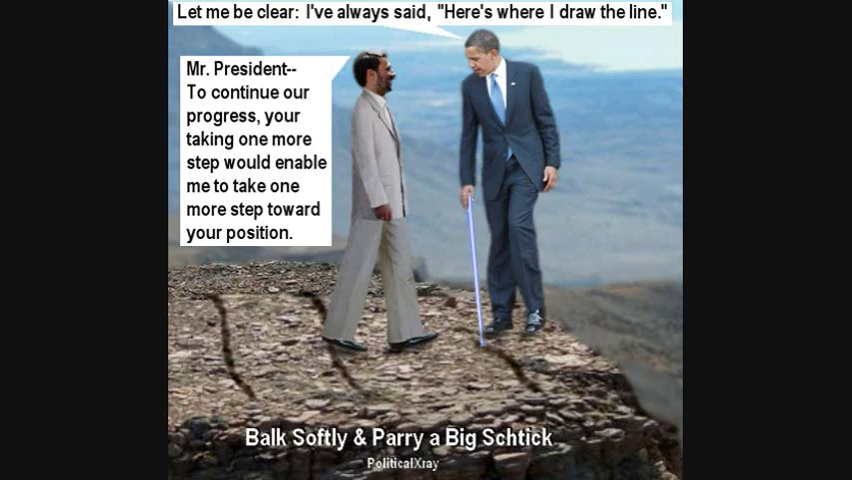 Let me be clear: I've always said, "Here's where I draw the line."
Mr. President--
To continue our
progress, your
taking one more
step would enable
me to take one
more step toward
your position.
Balk Softly & Parry a Big Schtick
PoliticalXray